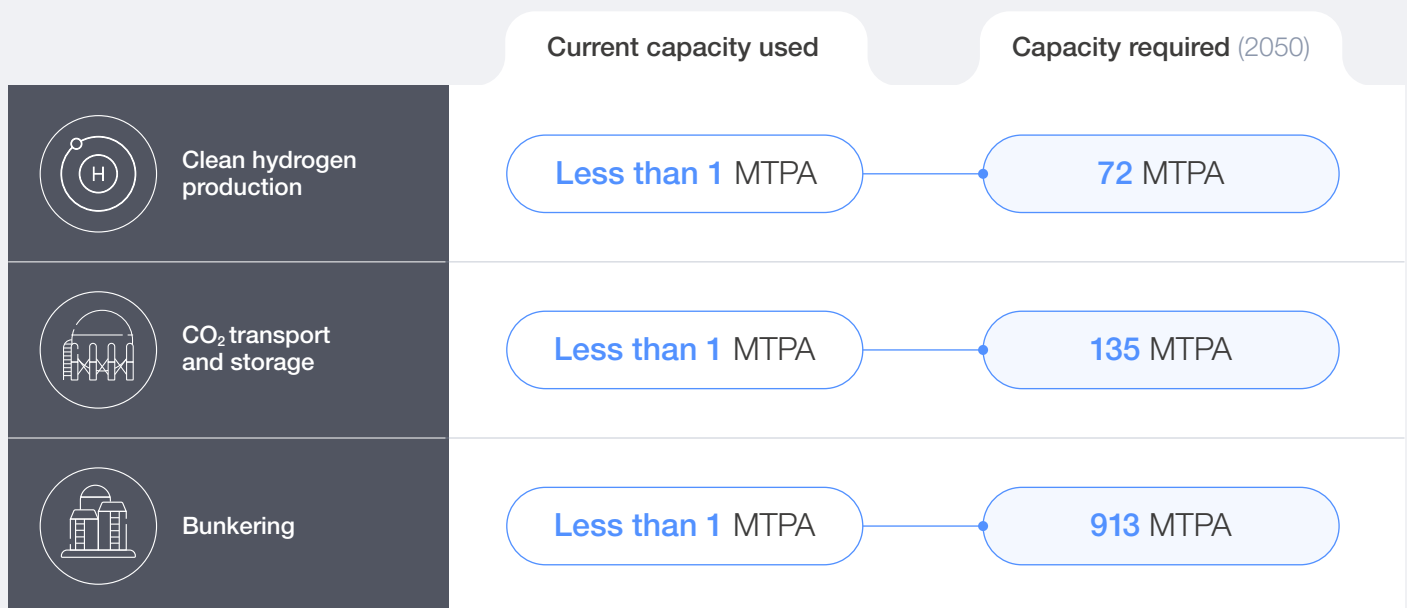 Current capacity used
Capacity required (2050)
H
Clean hydrogen
production
Less than 1 MTPA
72 MTPA
CO₂ transport
and storage
Less than 1 MTPA
135 MTPA
Bunkering
Less than 1 MTPA
913 MTPA